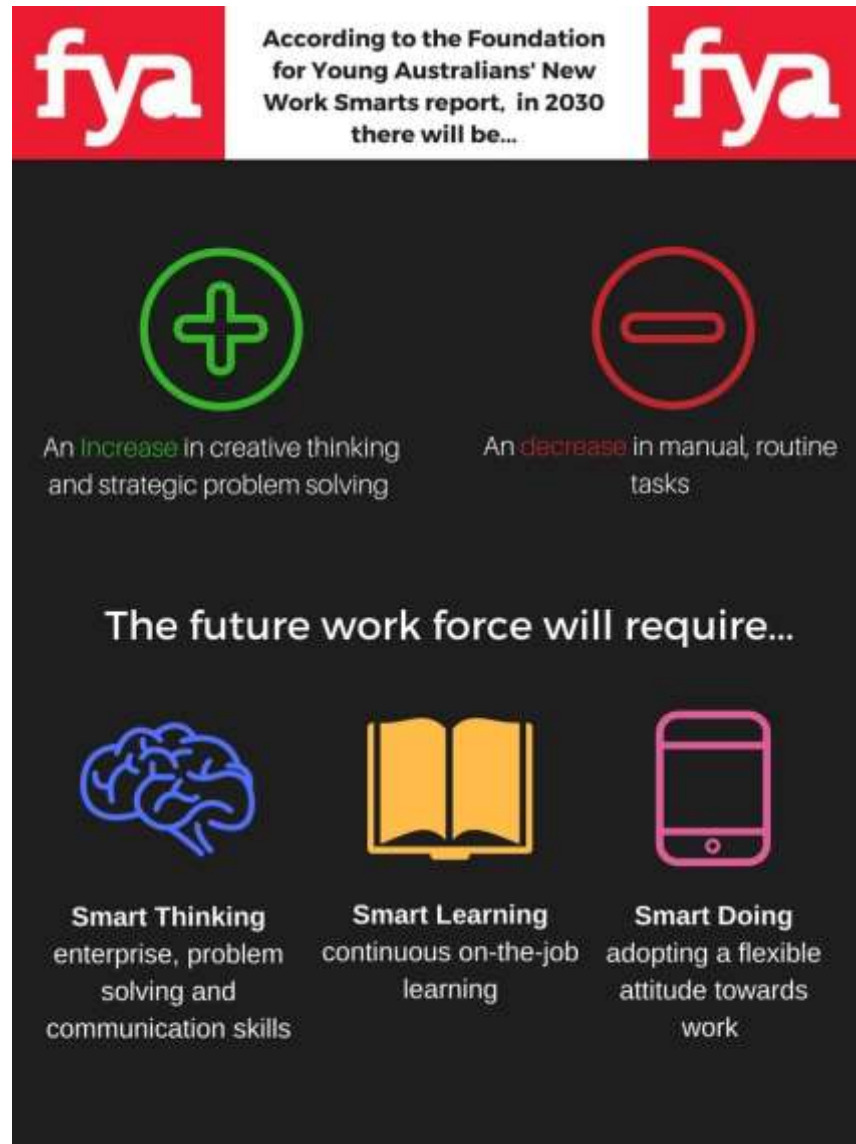 fya
According to the Foundation
for Young Australians' New
Work Smarts report, in 2030
there will be...
fya
An Increase in creative thinking
and strategic problem solving
An decrease in manual, routine
tasks
The future work force will require...
Smart Thinking
enterprise, problem
solving and
communication skills
Smart Learning
continuous on-the-job
learning
Smart Doing
adopting a flexible
attitude towards
work